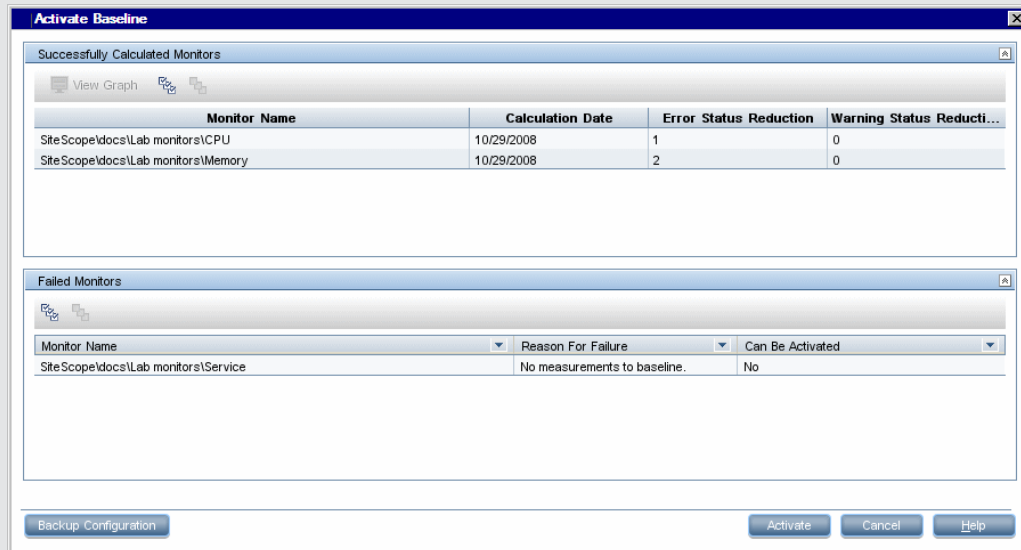 Activate Baseline
Successfully Calculated Monitors
View Graph
Monitor Name Calculation Date Error Status Reduction Warning Status Reducti...
SiteScope\docs\Lab monitors\CPU 10/29/2008 1 0
SiteScope\docs\Lab monitors\Memory 10/29/2008 2 0
Failed Monitors
Monitor Name Reason For Failure Can Be Activated
SiteScope\docs\Lab monitors\Service No measurements to baseline. No
Backup Configuration Activate Cancel Help